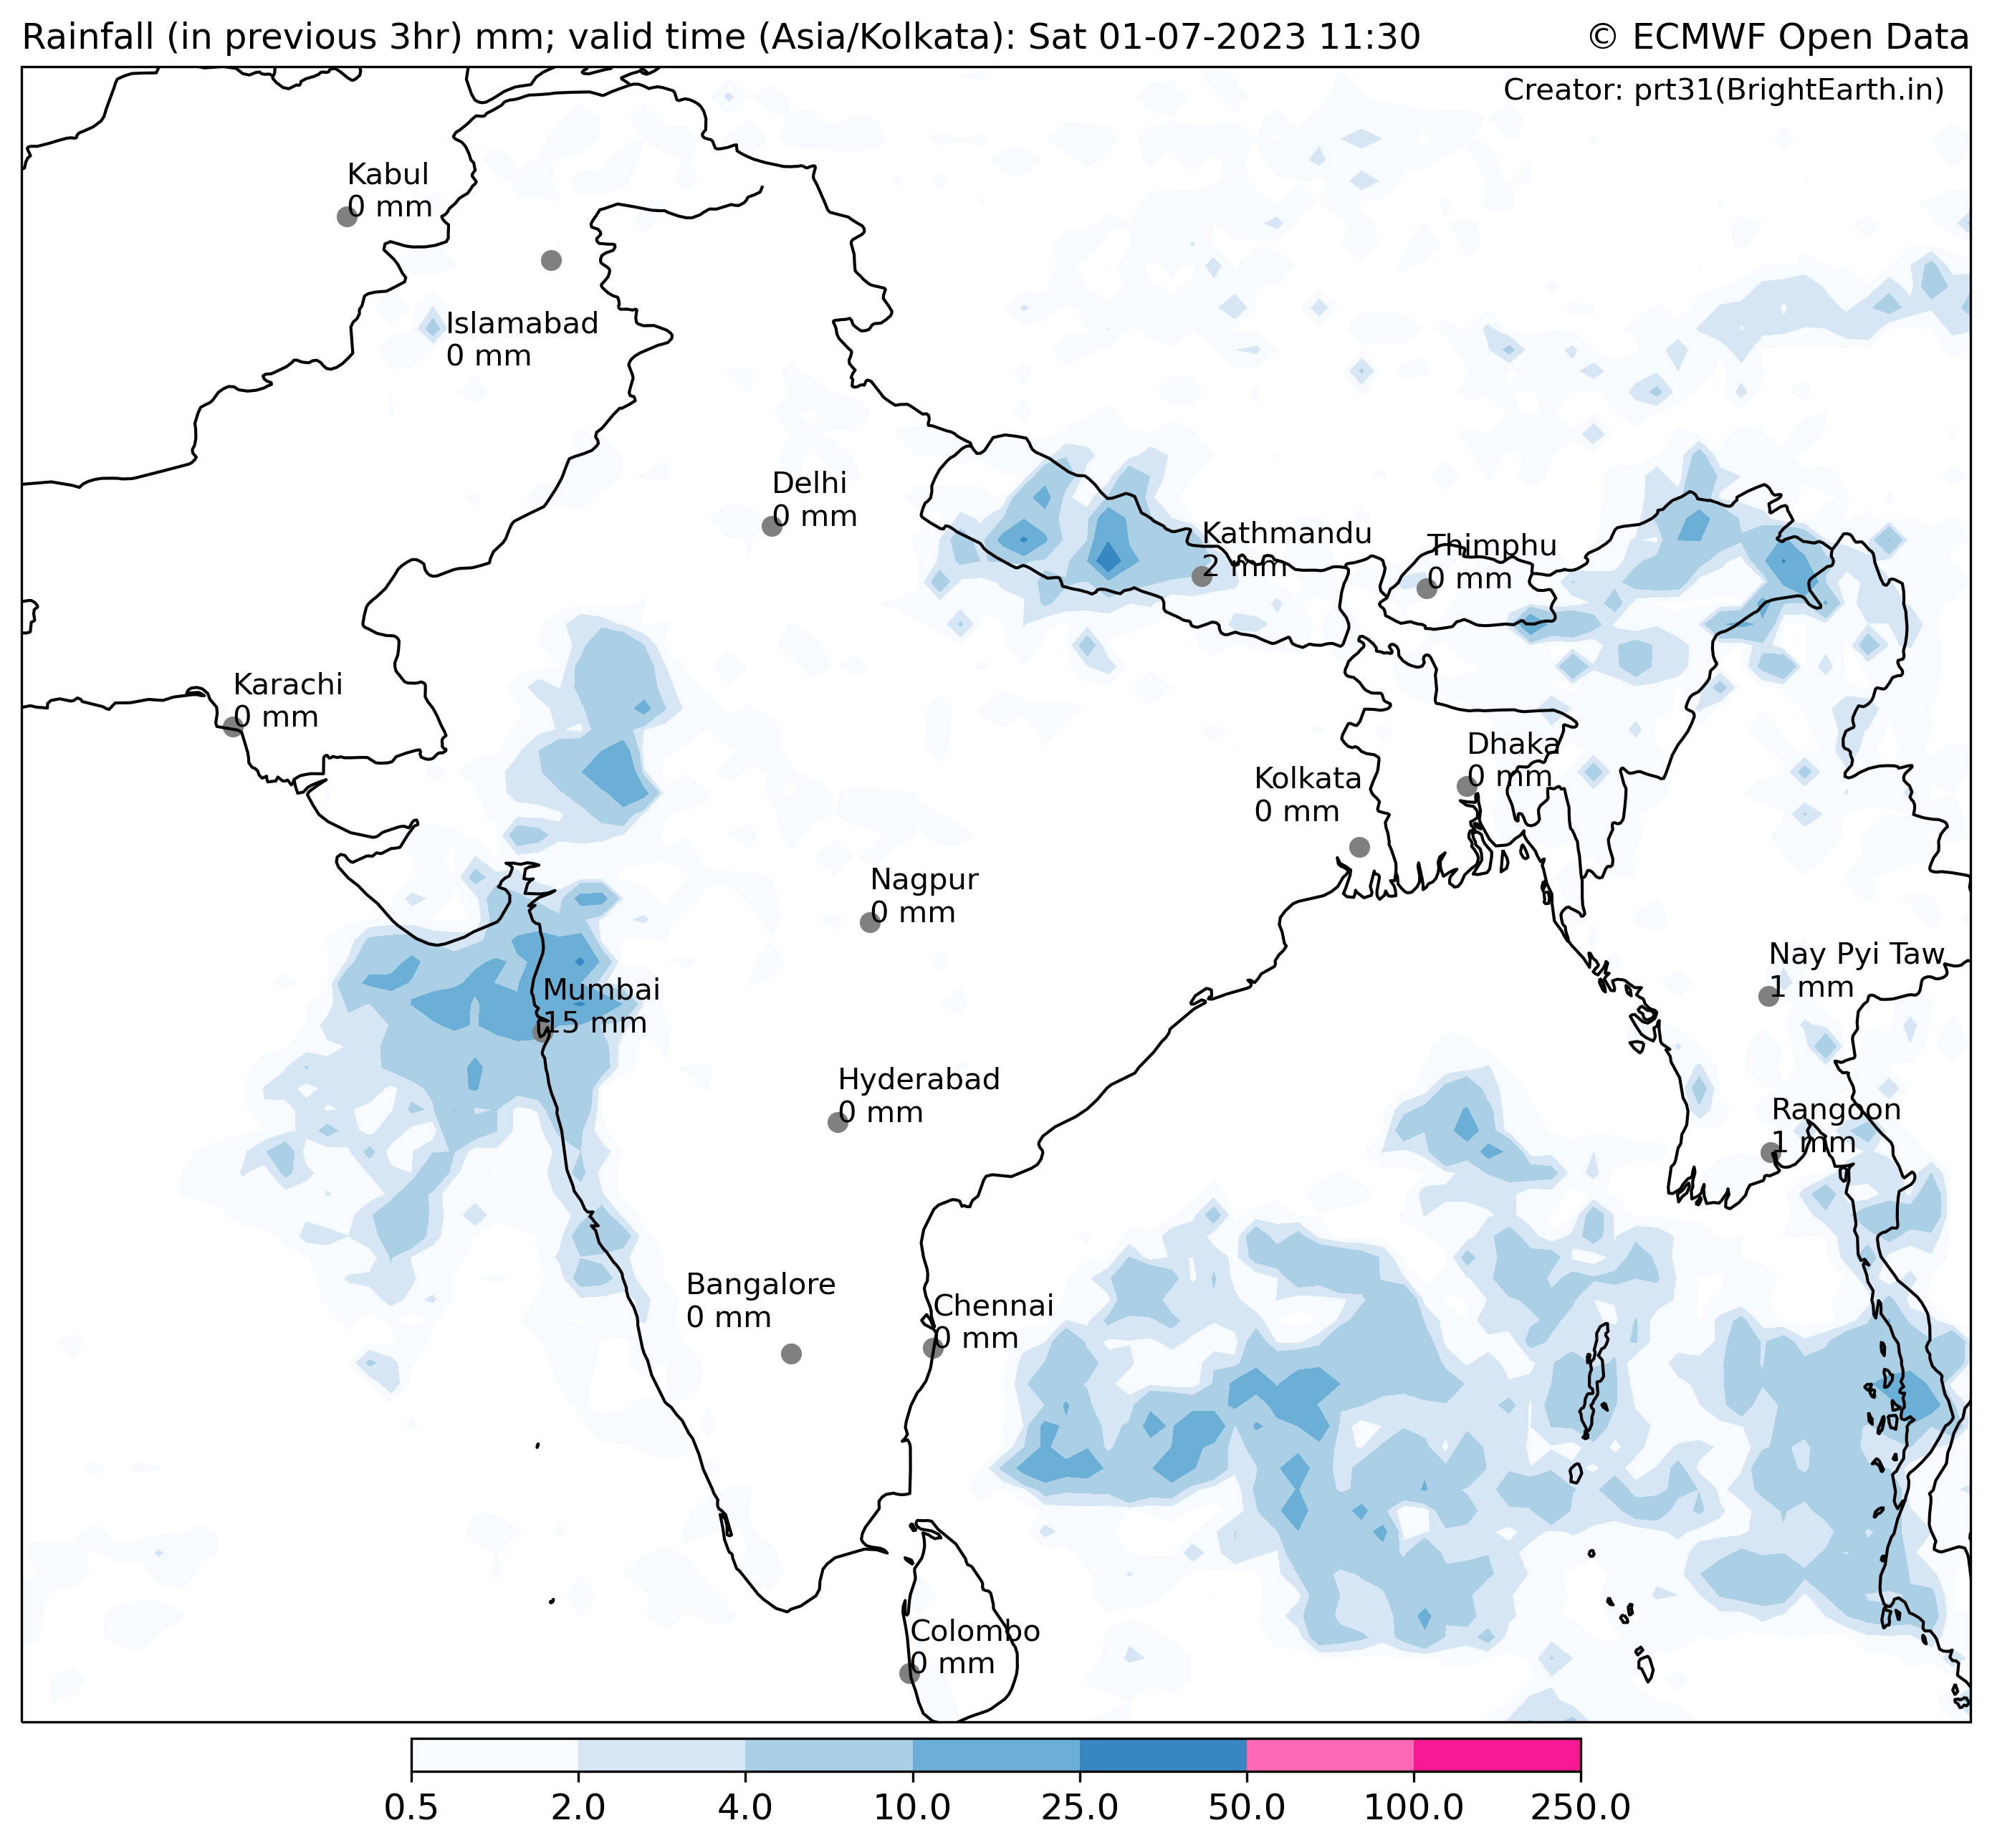 Rainfall (in previous 3hr) mm; valid time (Asia/Kolkata): Sat 01-07-2023 11:30
© ECMWF Open Data
Creator: prt31(BrightEarth.in)
Kabul
0 mm
Islamabad
0 mm
Delhi
0 mm
Kathmandu
2 mm
Thimphu
0 mm
Karachi
0 mm
Dhaka
0 mm
Kolkata
0 mm
Nagpur
0 mm
Nay Pyi Taw
1 mm
Mumbai
15 mm
Hyderabad
0 mm
Rangoon
1 mm
Bangalore
0 mm
Chennai
0 mm
Colombo
0 mm
0.5 2.0 4.0 10.0 25.0 50.0 100.0 250.0